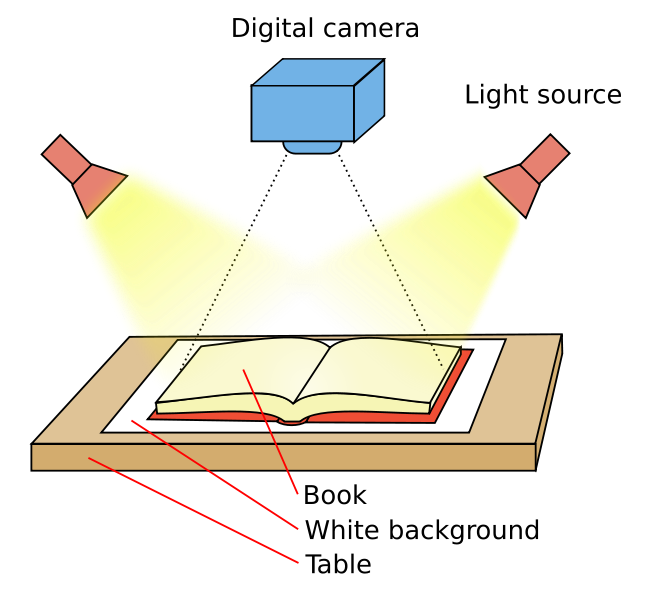 Digital camera
Light source
Book
White background
Table